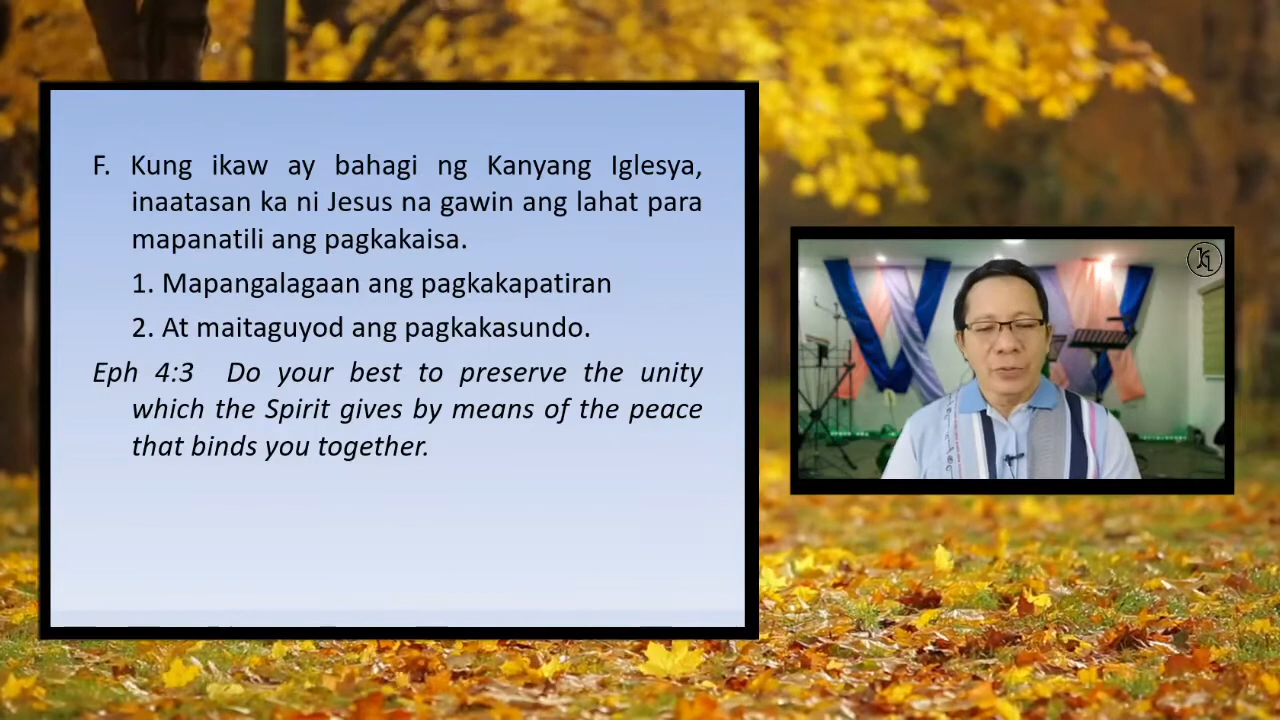 F. Kung ikaw ay bahagi ng Kanyang Iglesya,
inaatasan ka ni Jesus na gawin ang lahat para
mapanatili ang pagkakaisa.
1. Mapangalagaan ang pagkakapatiran
2. At maitaguyod ang pagkakasundo.
Eph 4:3 Do your best to preserve the unity
which the Spirit gives by means of the peace
that binds you together.